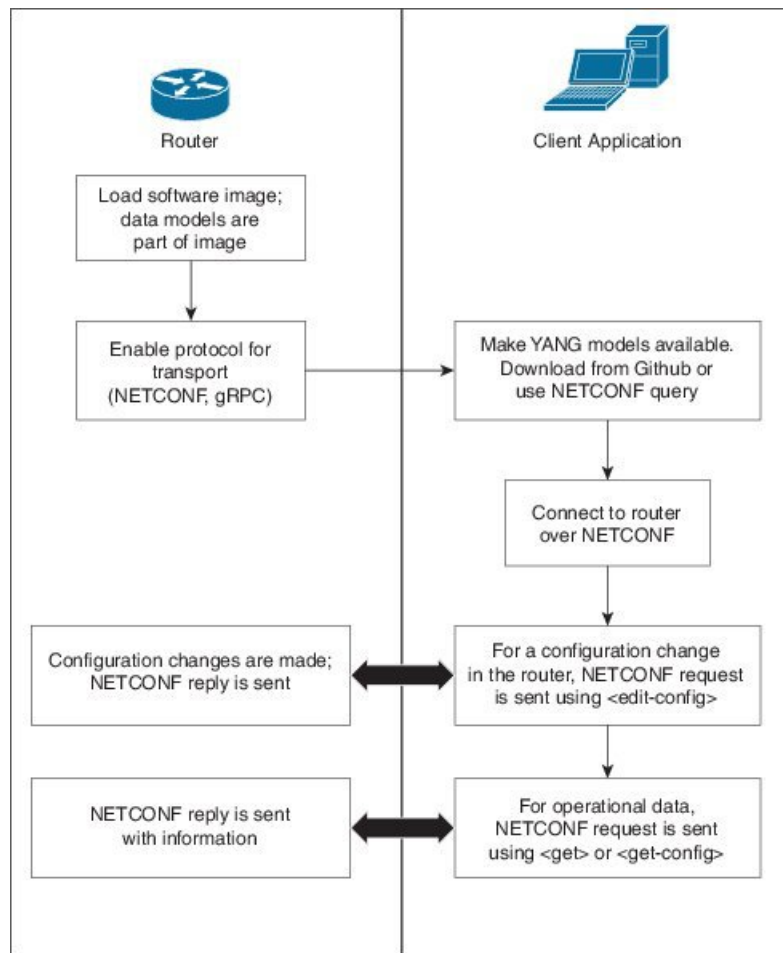 Router
Client Application
Load software image;
data models are
part of image
Enable protocol for
transport
(NETCONF, gRPC)
Make YANG models available.
Download from Github or
use NETCONF query
Connect to router
over NETCONF
Configuration changes are made;
NETCONF reply is sent
For a configuration change
in the router, NETCONF request
is sent using <edit-config>
NETCONF reply is sent
with information
For operational data,
NETCONF request is sent
using <get> or <get-config>